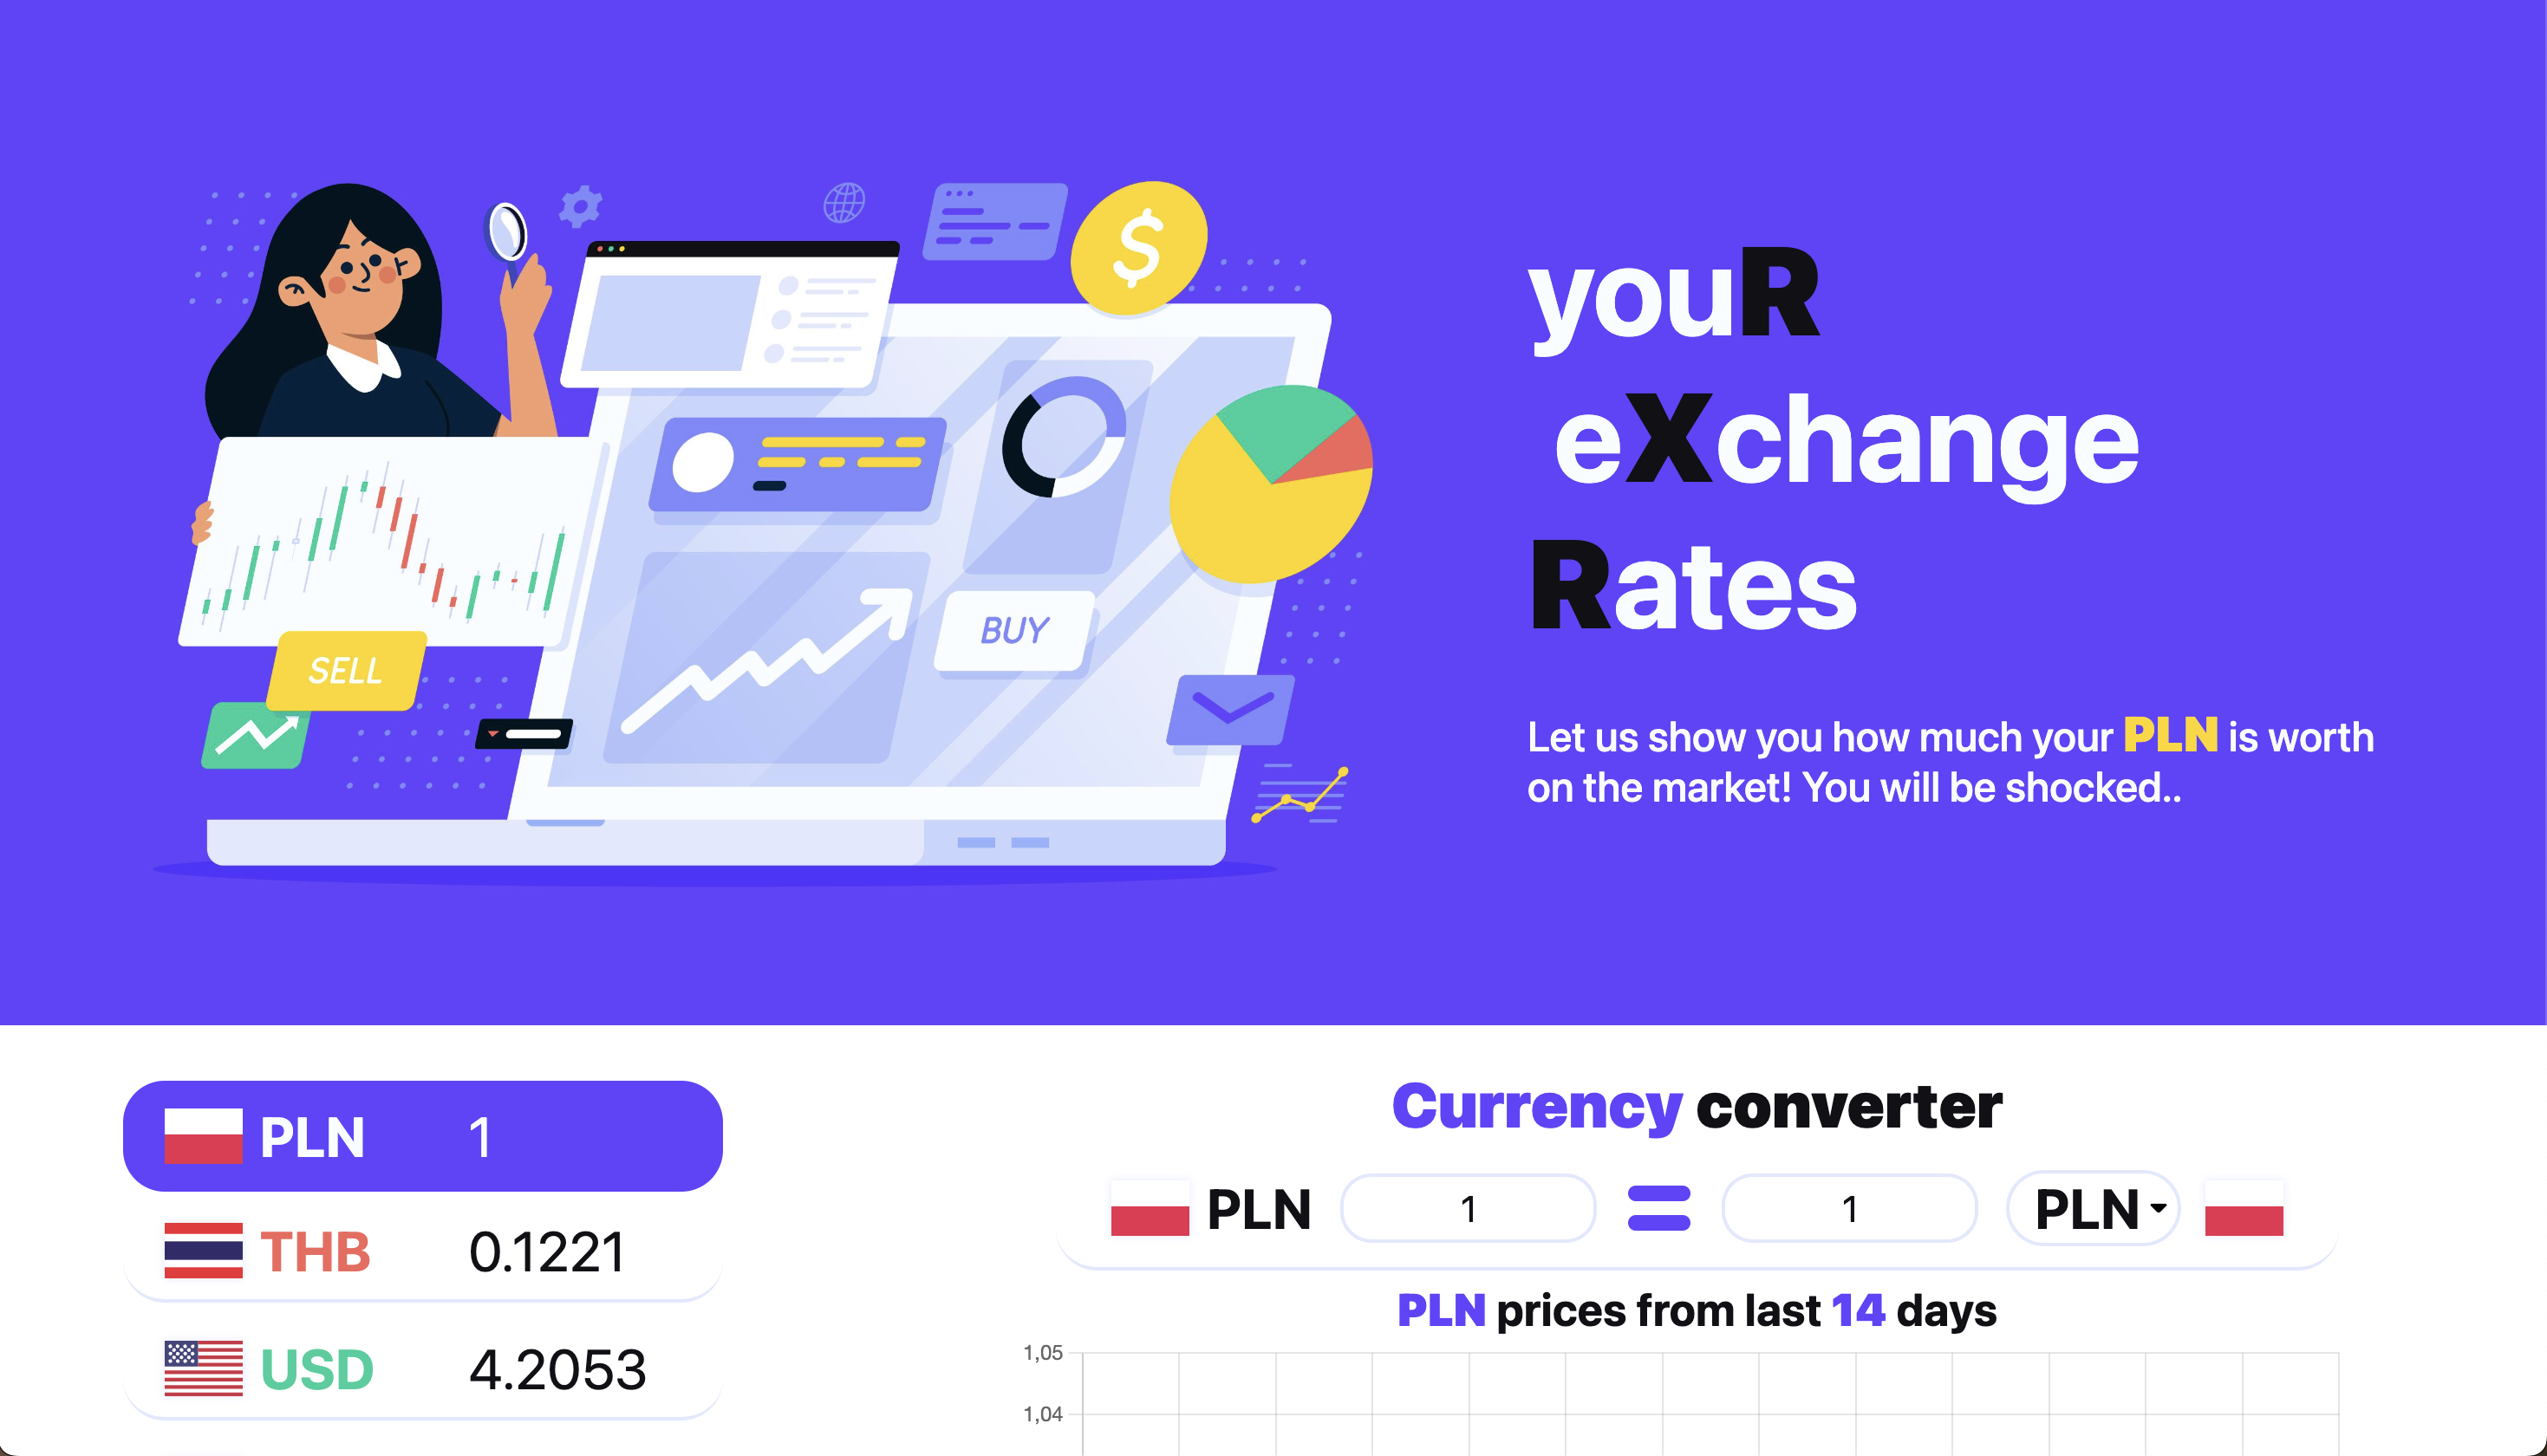 youR
eXchange
Rates
Let us show you how much your PLN is worth
on the market! You will be shocked..
$
BUY
SELL
PLN 1
THB 0.1221
USD 4.2053
Currency converter
PLN 1 = 1 PLN
PLN prices from last 14 days
1,05
1,04